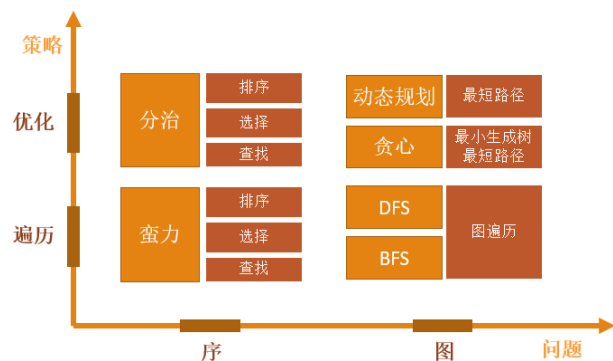 策略
优化
分治
排序
选择
查找
动态规划
最短路径
贪心
最小生成树
最短路径
遍历
蛮力
排序
选择
查找
DFS
BFS
图遍历
序
图
问题